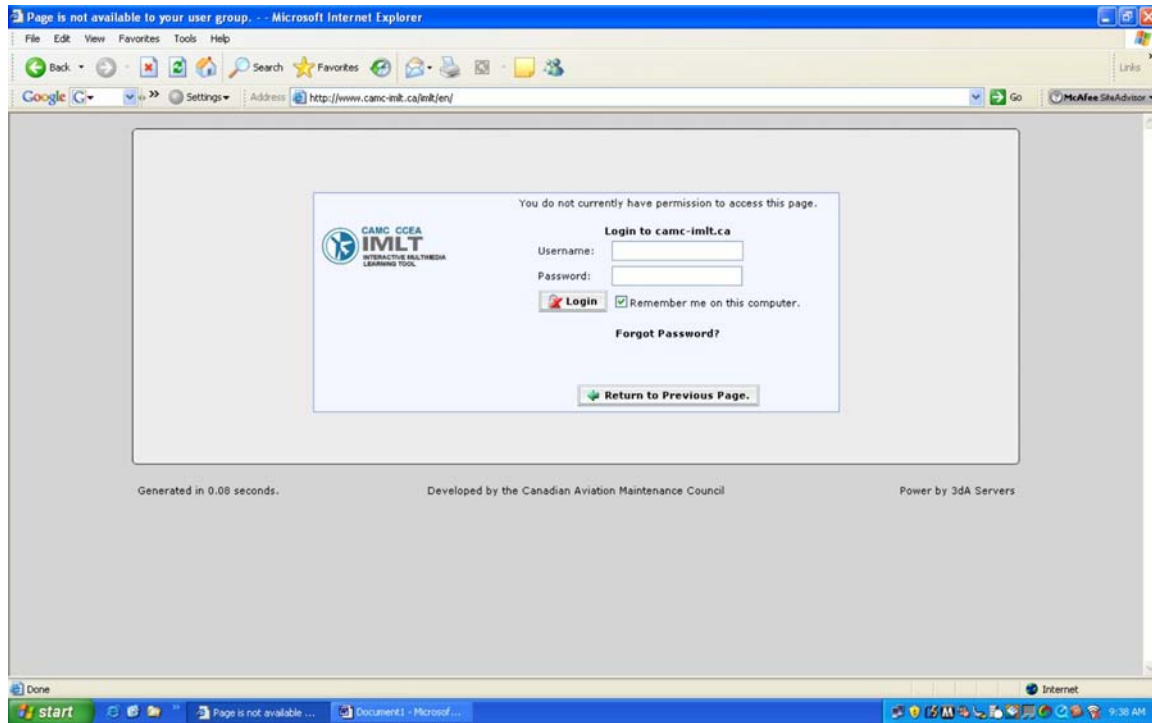 Page is not available to your user group. - - Microsoft Internet Explorer
File Edit View Favorites Tools Help
Back Search Favorites Links
Google G Settings Address http://www.camc-imlt.ca/imlt/en/ Go McAfee SiteAdvisor
You do not currently have permission to access this page.
CAMC CCEA
IMLT
INTERACTIVE MULTIMEDIA
LEARNING TOOL
Login to camc-imlt.ca
Username:
Password:
Login Remember me on this computer.
Forgot Password?
Return to Previous Page.
Generated in 0.08 seconds. Developed by the Canadian Aviation Maintenance Council Power by 3dA Servers
Done Internet
start Page is not available ... Document1 - Microsof... 9:38 AM